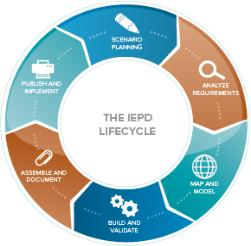 SCENARIO
PLANNING
ANALYZE
REQUIREMENTS
MAP AND
MODEL
BUILD AND
VALIDATE
ASSEMBLE AND
DOCUMENT
PUBLISH AND
IMPLEMENT
THE IEPD
LIFECYCLE